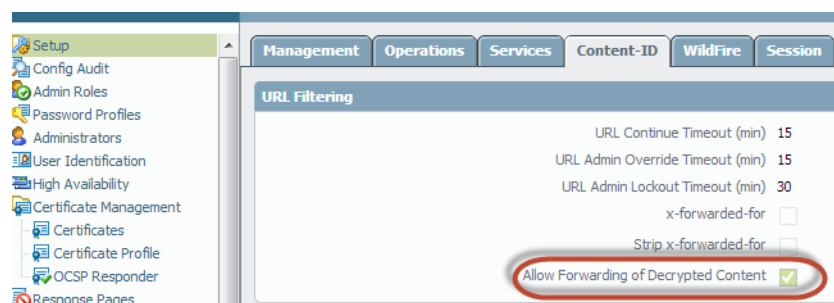 Setup
Config Audit
Admin Roles
Password Profiles
Administrators
User Identification
High Availability
Certificate Management
Certificates
Certificate Profile
OCSP Responder
Response Pages
Management Operations Services Content-ID WildFire Session
URL Filtering
URL Continue Timeout (min) 15
URL Admin Override Timeout (min) 15
URL Admin Lockout Timeout (min) 30
x-forwarded-for
Strip x-forwarded-for
Allow Forwarding of Decrypted Content